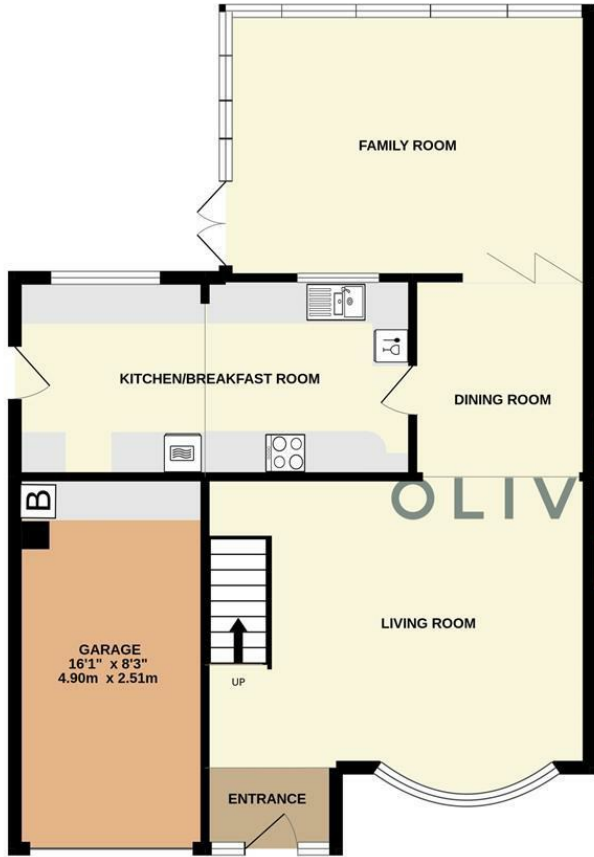 FAMILY ROOM
KITCHEN/BREAKFAST ROOM
DINING ROOM
B
OLIV
GARAGE
16'1" x 8'3"
4.90m x 2.51m
LIVING ROOM
UP
ENTRANCE